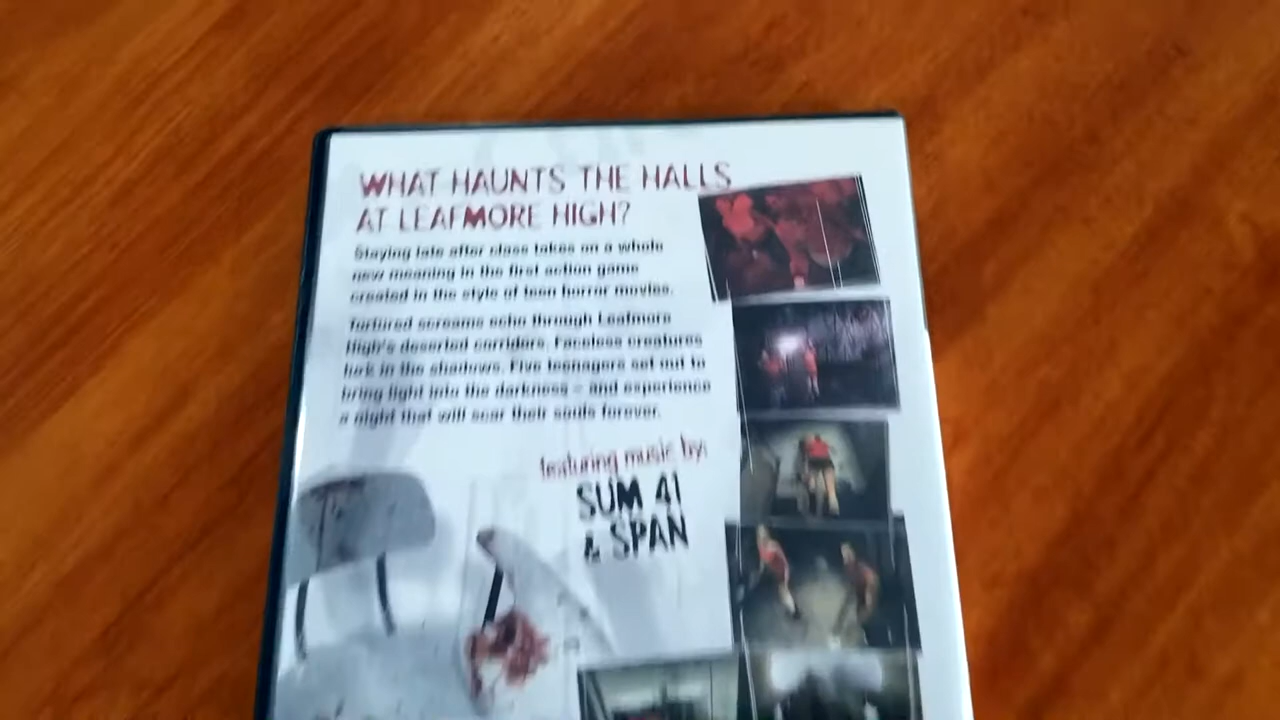 WHAT HAUNTS THE HALLS
AT LEAFMORE HIGH?
Staying late after class takes on a whole
new meaning in the first action game
created in the style of teen horror movies.
Tortured screams echo through Leafmore
High's deserted corridors. Faceless creatures
lurk in the shadows. Five teenagers set out to
bring light into the darkness – and experience
a night that will scar their souls forever.
featuring music by:
SUM 41
& SPAN